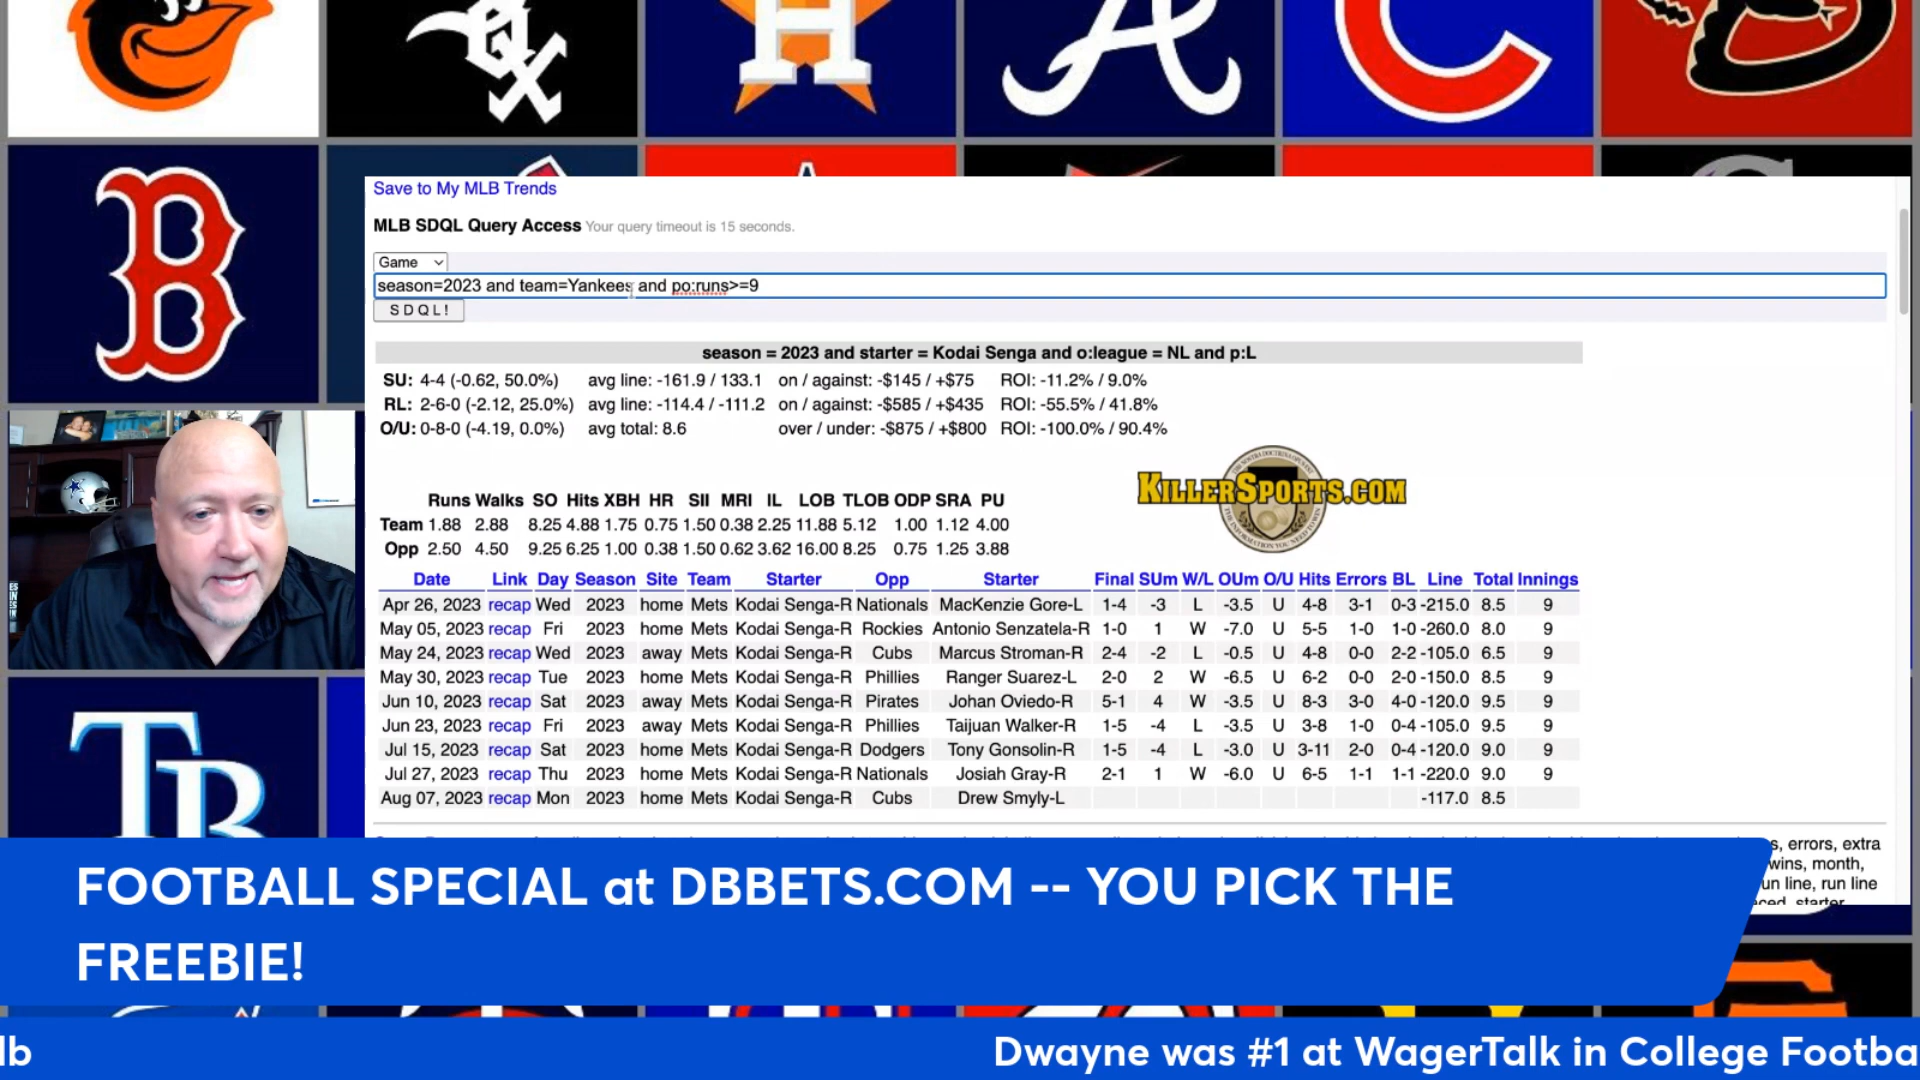 Save to My MLB Trends
MLB SDQL Query Access Your query timeout is 15 seconds.
Game
season=2023 and team=Yankees and po:runs>=9
S D Q L !
season = 2023 and starter = Kodai Senga and o:league = NL and p:L
SU: 4-4 (-0.62, 50.0%) avg line: -161.9 / 133.1 on / against: -$145 / +$75 ROI: -11.2% / 9.0%
RL: 2-6-0 (-2.12, 25.0%) avg line: -114.4 / -111.2 on / against: -$585 / +$435 ROI: -55.5% / 41.8%
O/U: 0-8-0 (-4.19, 0.0%) avg total: 8.6 over / under: -$875 / +$800 ROI: -100.0% / 90.4%
KILLERSPORTS.COM
Runs Walks SO Hits XBH HR SII MRI IL LOB TLOB ODP SRA PU
Team 1.88 2.88 8.25 4.88 1.75 0.75 1.50 0.38 2.25 11.88 5.12 1.00 1.12 4.00
Opp 2.50 4.50 9.25 6.25 1.00 0.38 1.50 0.62 3.62 16.00 8.25 0.75 1.25 3.88
Date Link Day Season Site Team Starter Opp Starter Final SUm W/L OUm O/U Hits Errors BL Line Total Innings
Apr 26, 2023 recap Wed 2023 home Mets Kodai Senga-R Nationals MacKenzie Gore-L 1-4 -3 L -3.5 U 4-8 3-1 0-3 -215.0 8.5 9
May 05, 2023 recap Fri 2023 home Mets Kodai Senga-R Rockies Antonio Senzatela-R 1-0 1 W -7.0 U 5-5 1-0 1-0 -260.0 8.0 9
May 24, 2023 recap Wed 2023 away Mets Kodai Senga-R Cubs Marcus Stroman-R 2-4 -2 L -0.5 U 4-8 0-0 2-2 -105.0 6.5 9
May 30, 2023 recap Tue 2023 home Mets Kodai Senga-R Phillies Ranger Suarez-L 2-0 2 W -6.5 U 6-2 0-0 2-0 -150.0 8.5 9
Jun 10, 2023 recap Sat 2023 away Mets Kodai Senga-R Pirates Johan Oviedo-R 5-1 4 W -3.5 U 8-3 3-0 4-0 -120.0 9.5 9
Jun 23, 2023 recap Fri 2023 away Mets Kodai Senga-R Phillies Taijuan Walker-R 1-5 -4 L -3.5 U 3-8 1-0 0-4 -105.0 9.5 9
Jul 15, 2023 recap Sat 2023 home Mets Kodai Senga-R Dodgers Tony Gonsolin-R 1-5 -4 L -3.0 U 3-11 2-0 0-4 -120.0 9.0 9
Jul 27, 2023 recap Thu 2023 home Mets Kodai Senga-R Nationals Josiah Gray-R 2-1 1 W -6.0 U 6-5 1-1 1-1 -220.0 9.0 9
Aug 07, 2023 recap Mon 2023 home Mets Kodai Senga-R Cubs Drew Smyly-L -117.0 8.5
s, errors, extra
wins, month,
un line, run line
ced, starter
B
TB
FOOTBALL SPECIAL at DBBETS.COM -- YOU PICK THE
FREEBIE!
lb Dwayne was #1 at WagerTalk in College Footba